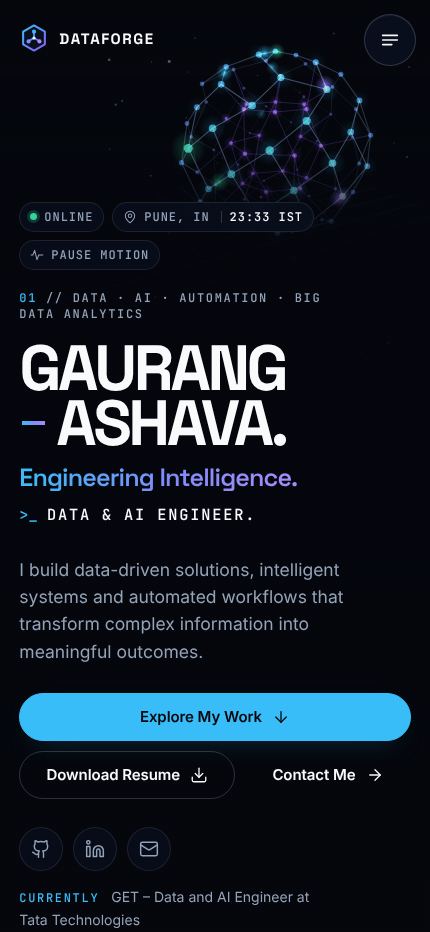 DATAFORGE
ONLINE
PUNE, IN | 23:33 IST
PAUSE MOTION
01 // DATA · AI · AUTOMATION · BIG
DATA ANALYTICS
GAURANG
– ASHAVA.
Engineering Intelligence.
>_ DATA & AI ENGINEER.
I build data-driven solutions, intelligent
systems and automated workflows that
transform complex information into
meaningful outcomes.
Explore My Work ↓
Download Resume
Contact Me →
CURRENTLY GET – Data and AI Engineer at
Tata Technologies